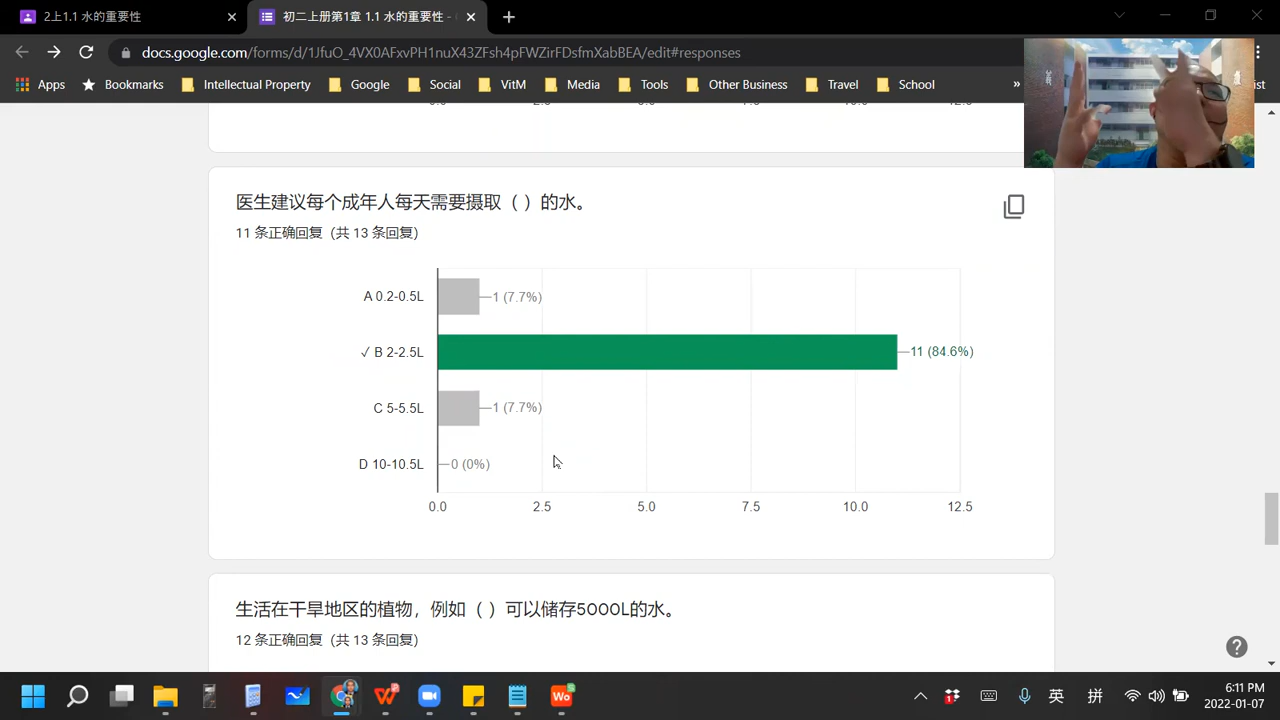 2上1.1 水的重要性
初二上册第1章 1.1 水的重要性 -
docs.google.com/forms/d/1JfuO_4VX0AFxvPH1nuX43ZFsh4pFWZirFDsfmXabBEA/edit#responses
Apps Bookmarks Intellectual Property Google Social VitM Media Tools Other Business Travel School » ist
医生建议每个成年人每天需要摄取（ ）的水。
11 条正确回复（共 13 条回复）
A 0.2-0.5L 1 (7.7%)
✓ B 2-2.5L 11 (84.6%)
C 5-5.5L 1 (7.7%)
D 10-10.5L 0 (0%)
0.0 2.5 5.0 7.5 10.0 12.5
生活在干旱地区的植物，例如（ ）可以储存5000L的水。
12 条正确回复（共 13 条回复）
Wo 英 拼 6:11 PM
2022-01-07